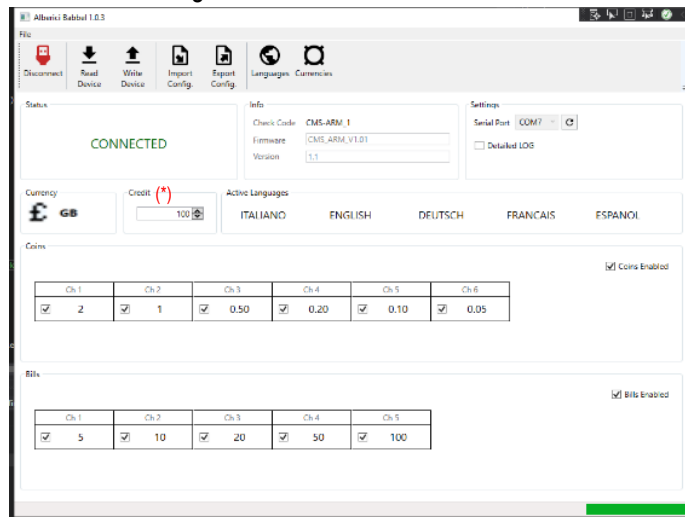 Alberici Babbel 1.0.3
File
Disconnect Read Device Write Device Import Config. Export Config. Languages Currencies
Status Info Settings
CONNECTED
Check Code CMS-ARM_1
Serial Port COM7
Firmware CMS_ARM_V1.01
Detailed LOG
Version 1.1
Currency Credit (*) Active Languages
£ GB 100 ITALIANO ENGLISH DEUTSCH FRANCAIS ESPANOL
Coins
Coins Enabled
Ch 1 Ch 2 Ch 3 Ch 4 Ch 5 Ch 6
2 1 0.50 0.20 0.10 0.05
Bills
Bills Enabled
Ch 1 Ch 2 Ch 3 Ch 4 Ch 5
5 10 20 50 100